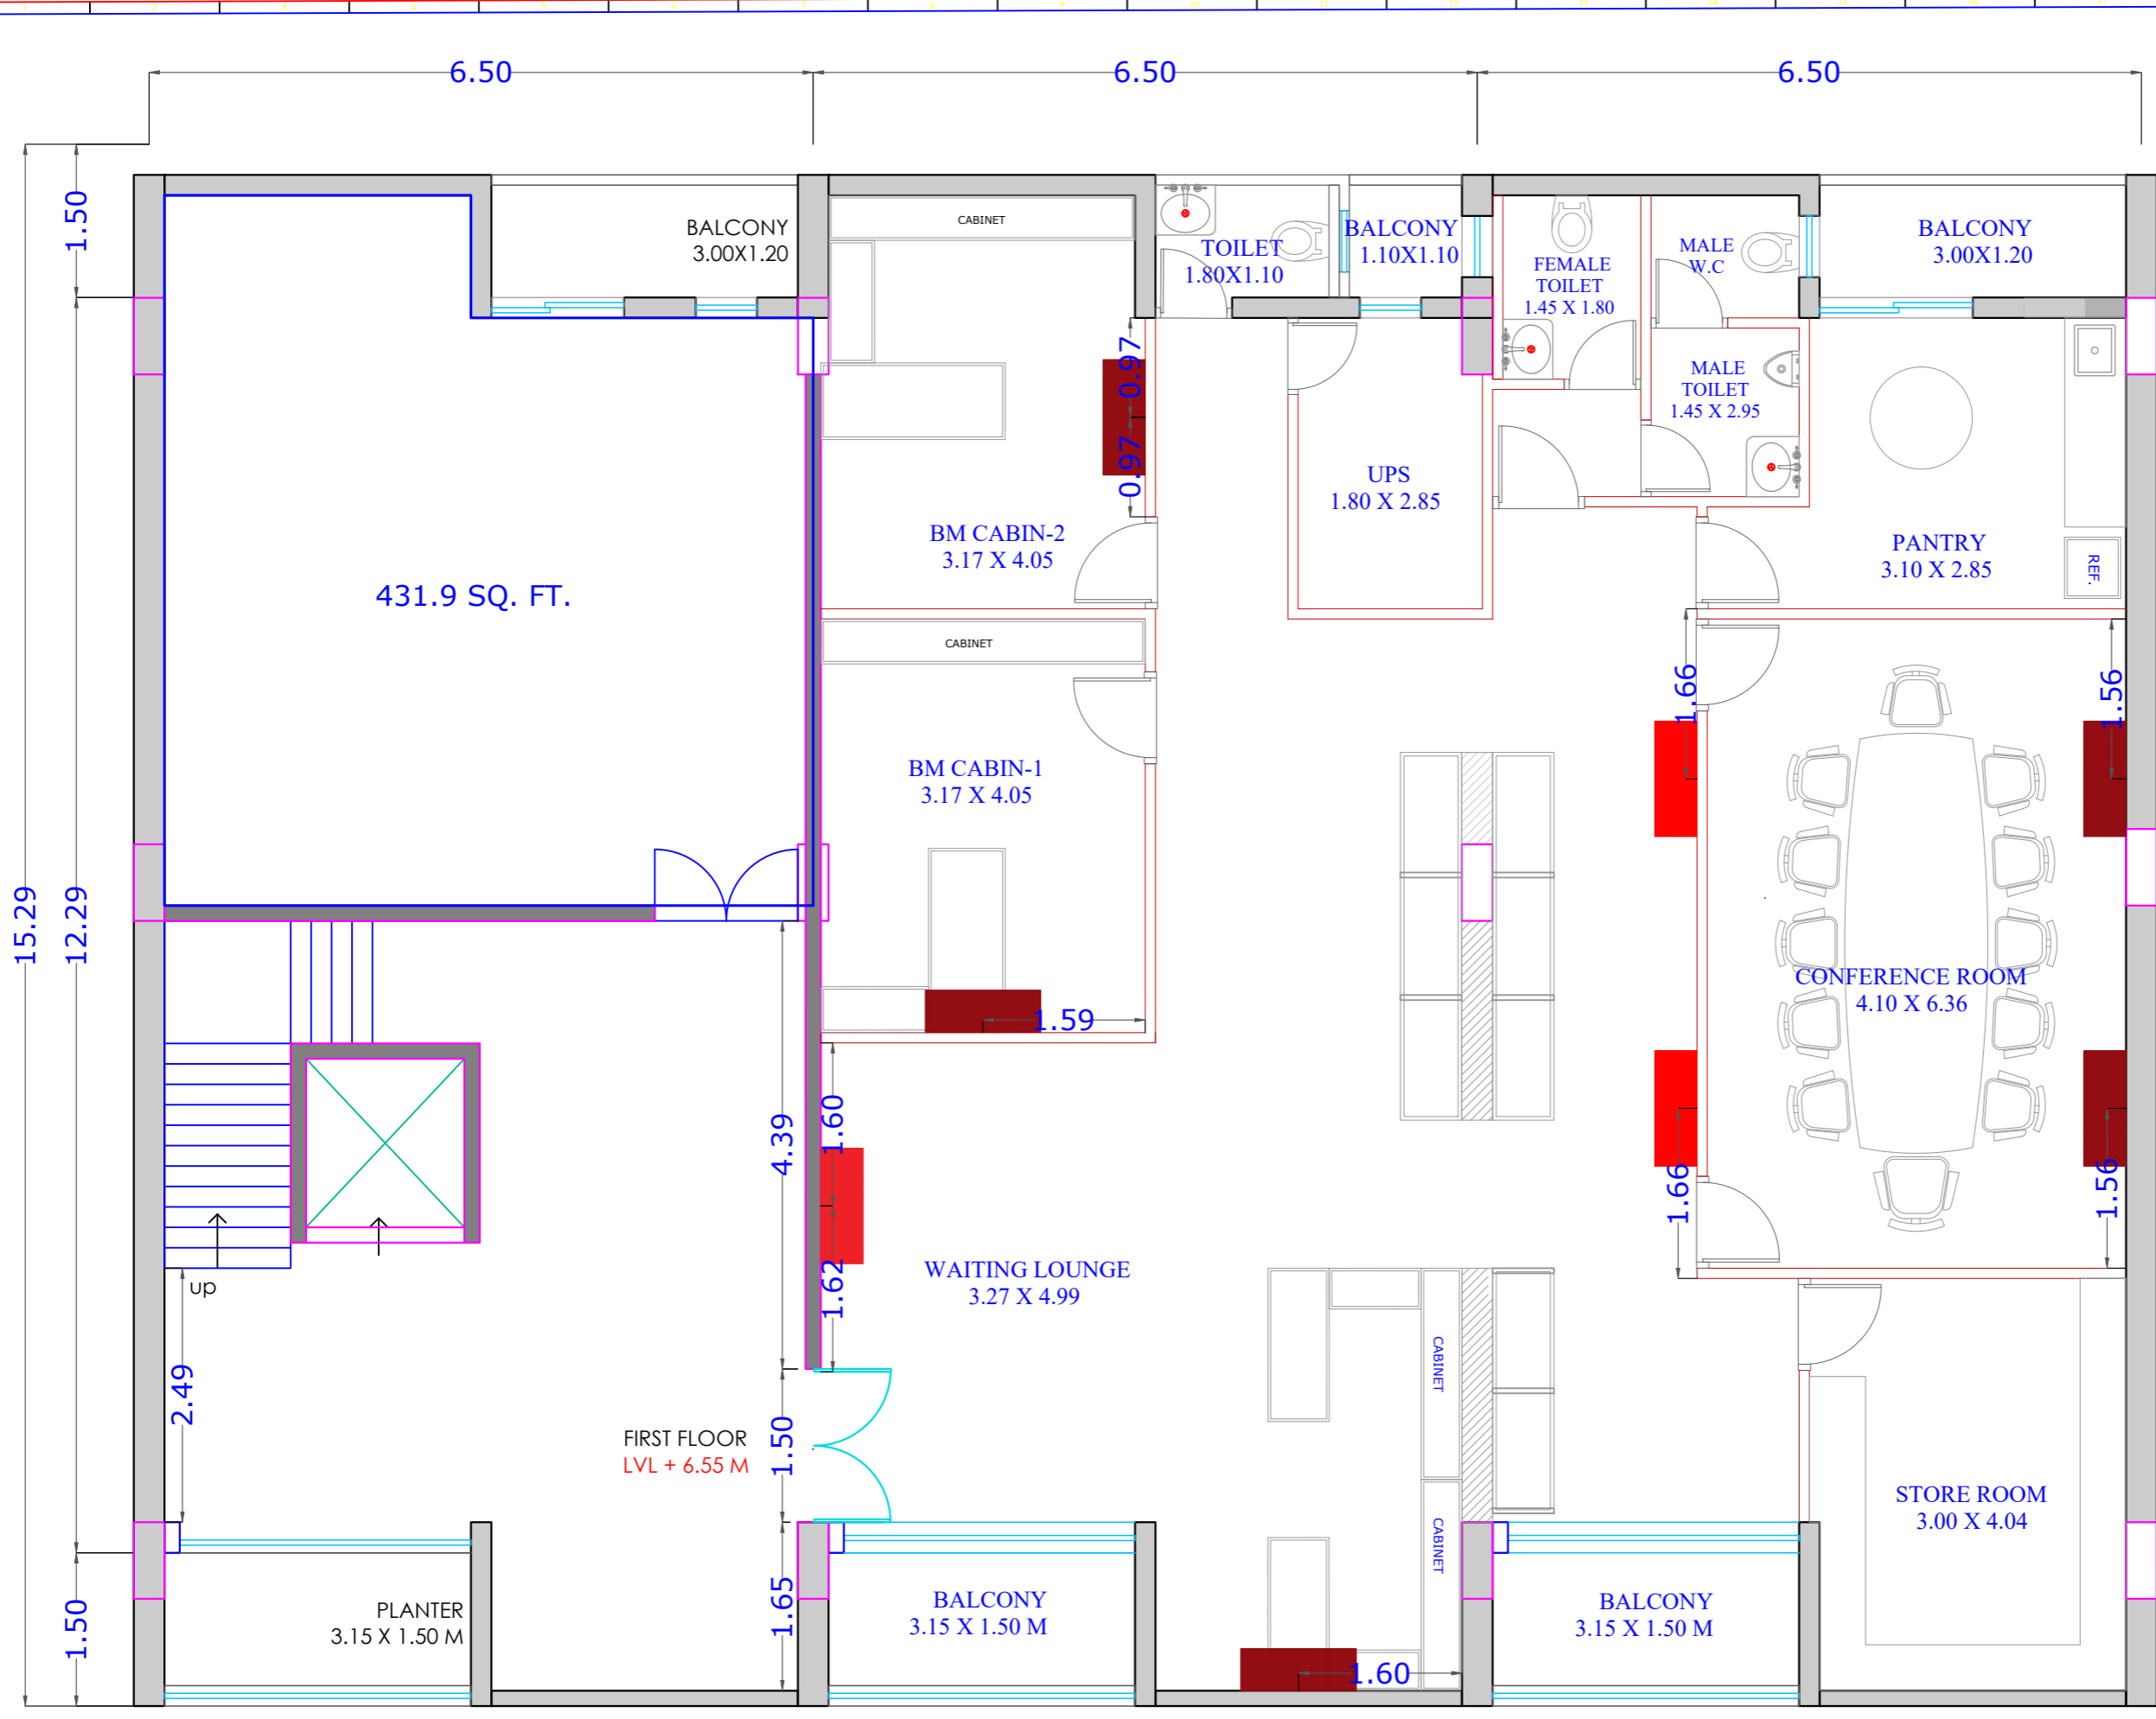 6.50
6.50
6.50
1.50
15.29
12.29
1.50
BALCONY
3.00X1.20
CABINET
TOILET
1.80X1.10
BALCONY
1.10X1.10
FEMALE
TOILET
1.45 X 1.80
MALE
W.C
BALCONY
3.00X1.20
0.97
0.97
MALE
TOILET
1.45 X 2.95
UPS
1.80 X 2.85
BM CABIN-2
3.17 X 4.05
PANTRY
3.10 X 2.85
REF.
431.9 SQ. FT.
CABINET
1.66
1.56
BM CABIN-1
3.17 X 4.05
CONFERENCE ROOM
4.10 X 6.36
1.59
1.60
4.39
1.66
1.56
up
WAITING LOUNGE
3.27 X 4.99
1.62
CABINET
2.49
FIRST FLOOR
LVL + 6.55 M
1.50
STORE ROOM
3.00 X 4.04
CABINET
PLANTER
3.15 X 1.50 M
1.65
BALCONY
3.15 X 1.50 M
BALCONY
3.15 X 1.50 M
1.60